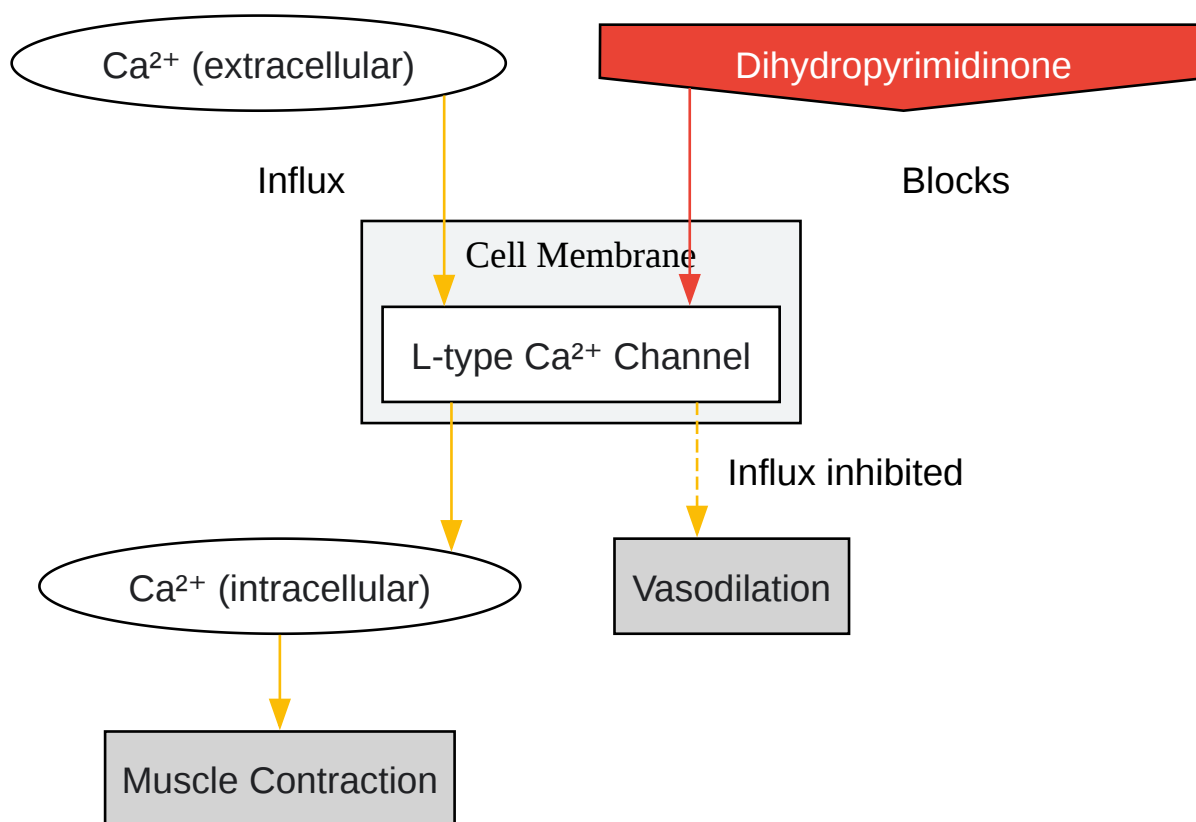 Ca²⁺ (extracellular)
Dihydropyrimidinone
Influx
Blocks
Cell Membrane
L-type Ca²⁺ Channel
Influx inhibited
Ca²⁺ (intracellular)
Vasodilation
Muscle Contraction